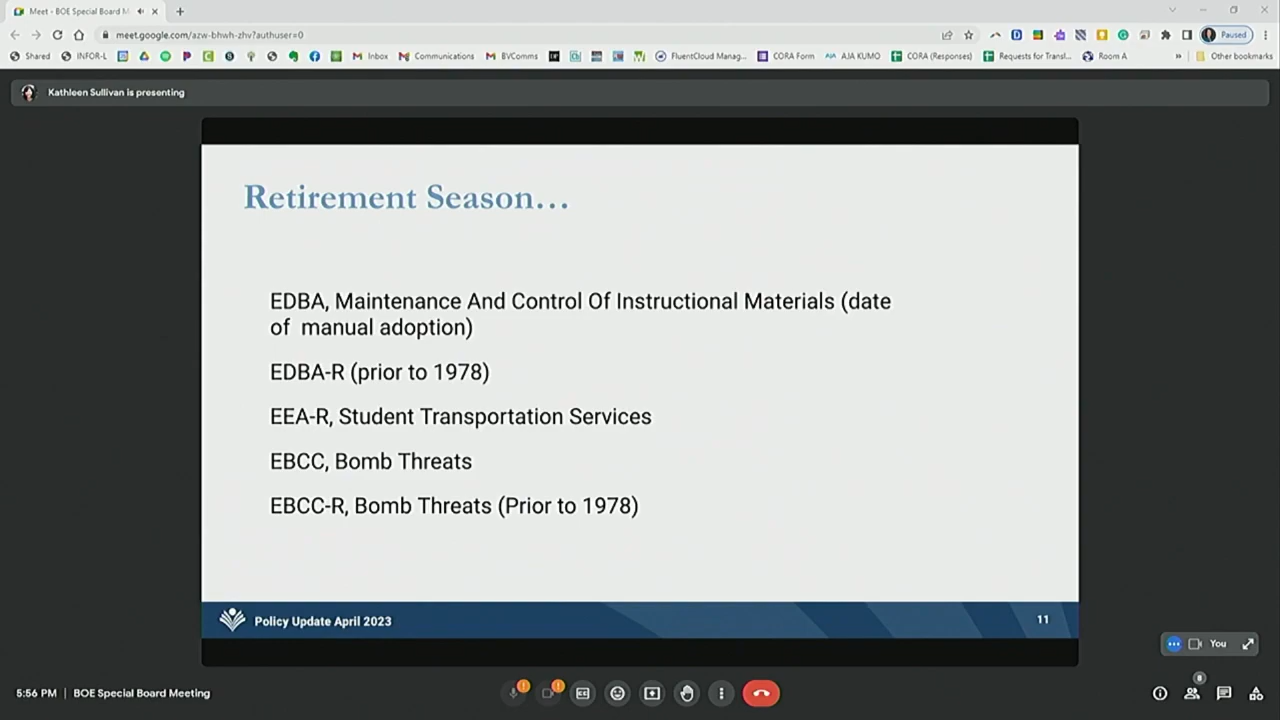 Meet - BOE Special Board M
meet.google.com/azw-bhwh-zhv?authuser=0
Paused
Shared
INFOR-L
Inbox
Communications
BVComms
FluentCloud Manag...
CORA Form
AJA KUMO
CORA (Responses)
Requests for Transl...
Room A
Other bookmarks
Kathleen Sullivan is presenting
Retirement Season...
EDBA, Maintenance And Control Of Instructional Materials (date
of manual adoption)
EDBA-R (prior to 1978)
EEA-R, Student Transportation Services
EBCC, Bomb Threats
EBCC-R, Bomb Threats (Prior to 1978)
Policy Update April 2023
11
You
5:56 PM | BOE Special Board Meeting
8